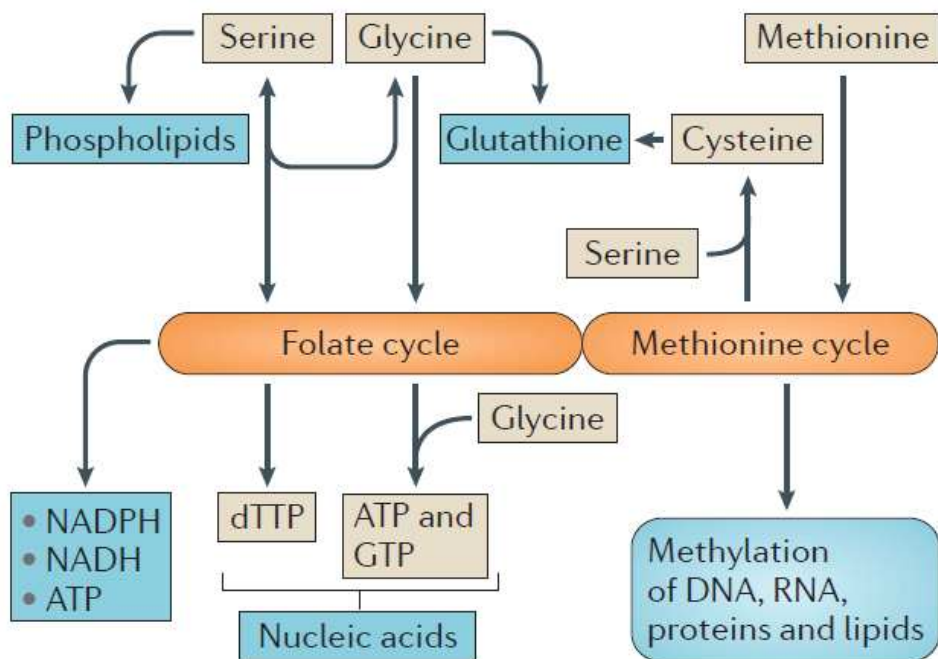 Serine
Glycine
Methionine
Phospholipids
Glutathione
Cysteine
Serine
Folate cycle
Methionine cycle
Glycine
• NADPH
• NADH
• ATP
dTTP
ATP and
GTP
Methylation
of DNA, RNA,
proteins and lipids
Nucleic acids